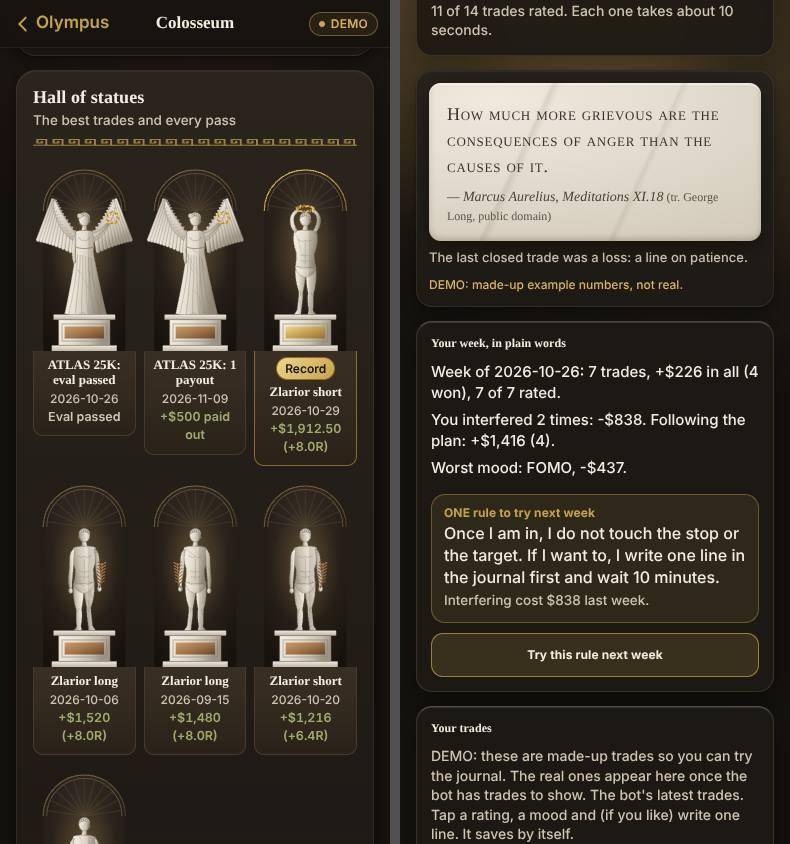 Olympus
Colosseum
DEMO
Hall of statues
The best trades and every pass
ATLAS 25K:
eval passed
2026-10-26
Eval passed
ATLAS 25K: 1
payout
2026-11-09
+$500 paid
out
Record
Zlarior short
2026-10-29
+$1,912.50
(+8.0R)
Zlarior long
2026-10-06
+$1,520
(+8.0R)
Zlarior long
2026-09-15
+$1,480
(+8.0R)
Zlarior short
2026-10-20
+$1,216
(+6.4R)
11 of 14 trades rated. Each one takes about 10
seconds.
How much more grievous are the
consequences of anger than the
causes of it.
— Marcus Aurelius, Meditations XI.18 (tr. George
Long, public domain)
The last closed trade was a loss: a line on patience.
DEMO: made-up example numbers, not real.
Your week, in plain words
Week of 2026-10-26: 7 trades, +$226 in all (4
won), 7 of 7 rated.
You interfered 2 times: -$838. Following the
plan: +$1,416 (4).
Worst mood: FOMO, -$437.
ONE rule to try next week
Once I am in, I do not touch the stop or
the target. If I want to, I write one line in
the journal first and wait 10 minutes.
Interfering cost $838 last week.
Try this rule next week
Your trades
DEMO: these are made-up trades so you can try
the journal. The real ones appear here once the
bot has trades to show. The bot's latest trades.
Tap a rating, a mood and (if you like) write one
line. It saves by itself.